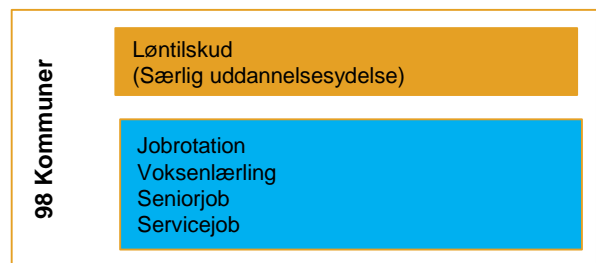 98 Kommuner
Løntilskud
(Særlig uddannelsesydelse)
Jobrotation
Voksenlærling
Seniorjob
Servicejob